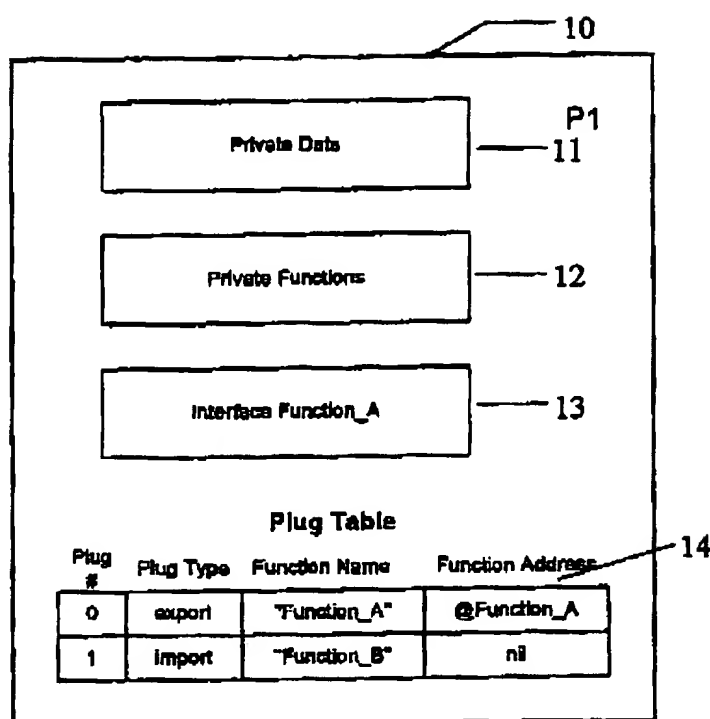 10
P1
Private Data
11
Private Functions
12
Interface Function_A
13
Plug Table
14
Plug # Plug Type Function Name Function Address
0 export "Function_A" @Function_A
1 import "Function_B" nil